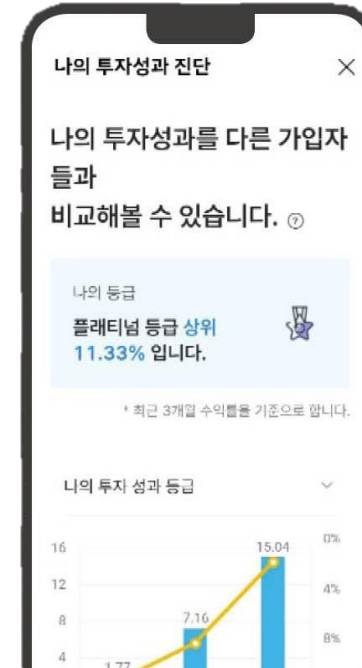 나의 투자성과 진단
나의 투자성과를 다른 가입자
들과
비교해볼 수 있습니다. ?
나의 등급
플래티넘 등급 상위
11.33% 입니다.
* 최근 3개월 수익률을 기준으로 합니다.
나의 투자 성과 등급
16 15.04 0%
12 4%
8 7.16 8%
4 1.77